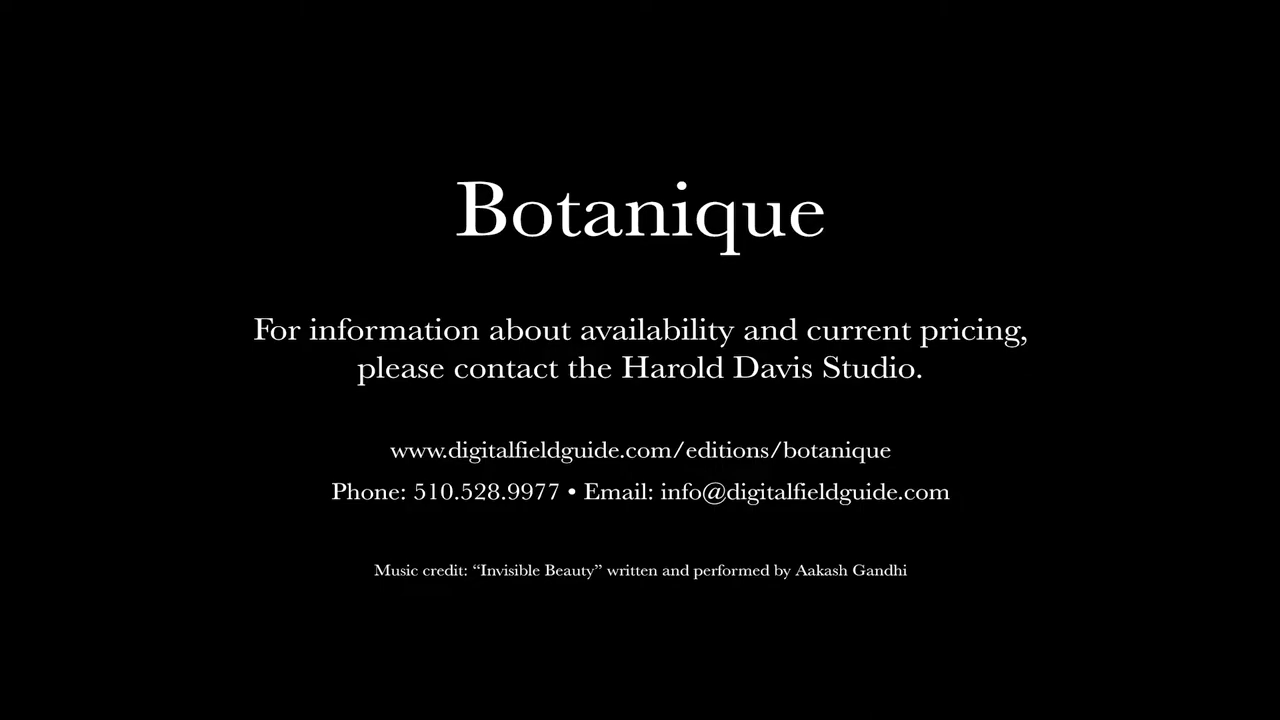 Botanique
For information about availability and current pricing,
please contact the Harold Davis Studio.
www.digitalfieldguide.com/editions/botanique
Phone: 510.528.9977 • Email: info@digitalfieldguide.com
Music credit: “Invisible Beauty” written and performed by Aakash Gandhi